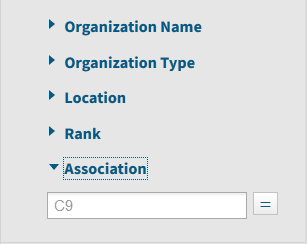 Organization Name
Organization Type
Location
Rank
Association
C9 =